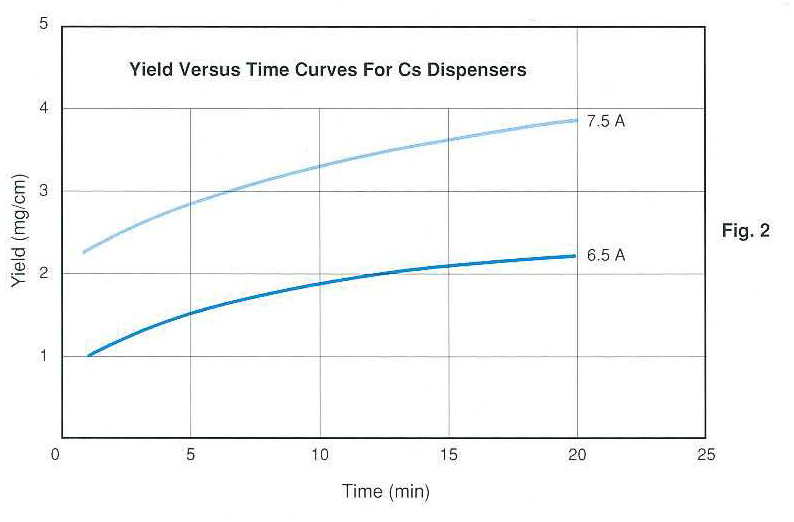 5
Yield Versus Time Curves For Cs Dispensers
4
7.5 A
3
Yield (mg/cm)
Fig. 2
6.5 A
2
1
0 5 10 15 20 25
Time (min)